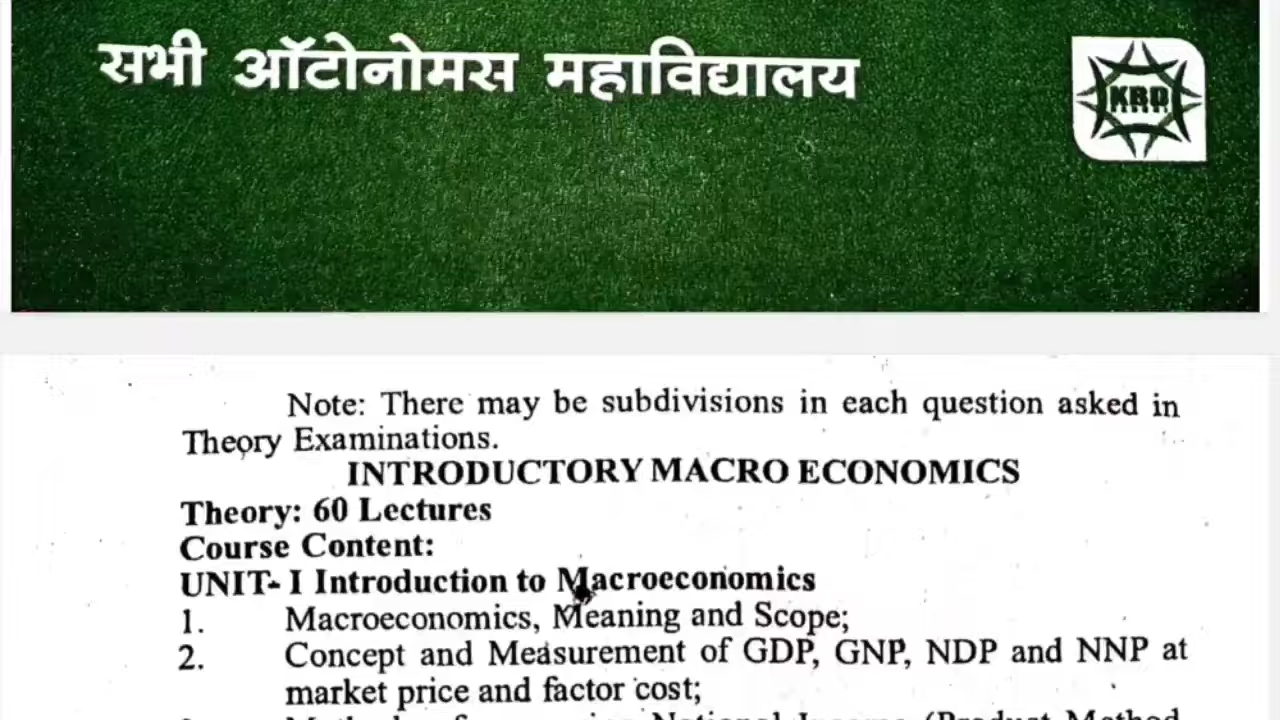 सभी ऑटोनोमस महाविद्यालय
KBD
Note: There may be subdivisions in each question asked in
Theory Examinations.
INTRODUCTORY MACRO ECONOMICS
Theory: 60 Lectures
Course Content:
UNIT- I Introduction to Macroeconomics
1. Macroeconomics, Meaning and Scope;
2. Concept and Measurement of GDP, GNP, NDP and NNP at
market price and factor cost;